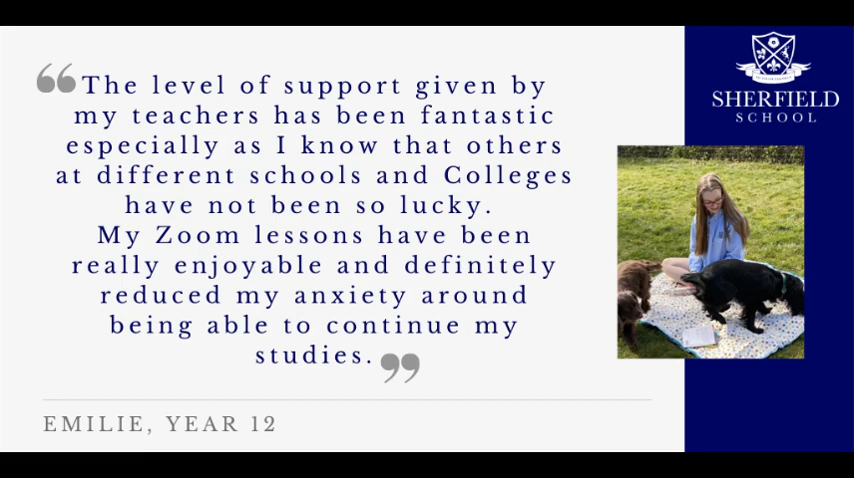 “The level of support given by
my teachers has been fantastic
especially as I know that others
at different schools and Colleges
have not been so lucky.
My Zoom lessons have been
really enjoyable and definitely
reduced my anxiety around
being able to continue my
studies.”
EMILIE, YEAR 12
SHERFIELD
SCHOOL